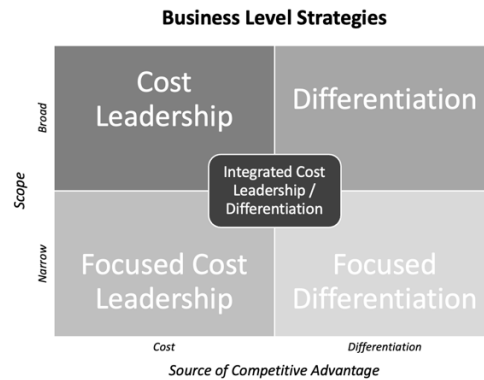 Business Level Strategies
Broad
Cost
Leadership
Differentiation
Integrated Cost
Leadership /
Differentiation
Scope
Narrow
Focused Cost
Leadership
Focused
Differentiation
Cost
Differentiation
Source of Competitive Advantage